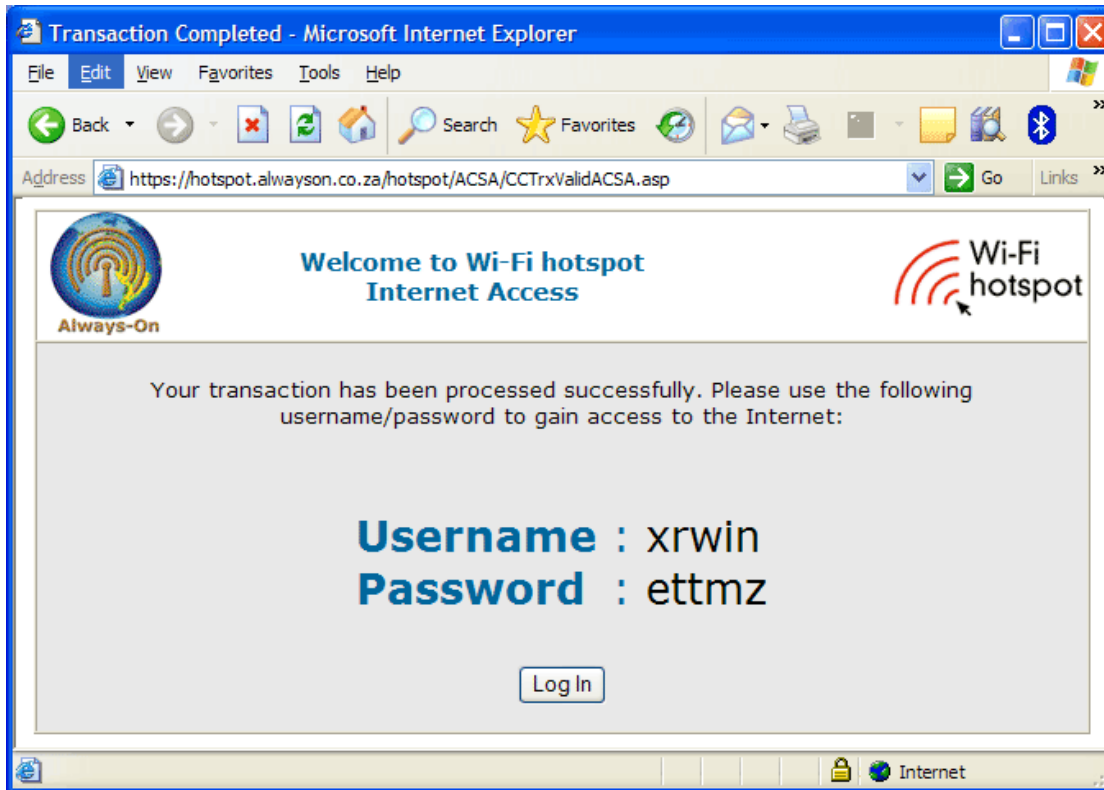 Transaction Completed - Microsoft Internet Explorer
File Edit View Favorites Tools Help
Back Search Favorites »
Address https://hotspot.alwayson.co.za/hotspot/ACSA/CCTrxValidACSA.asp Go Links »
Always-On
Welcome to Wi-Fi hotspot
Internet Access
Wi-Fi
hotspot
Your transaction has been processed successfully. Please use the following
username/password to gain access to the Internet:
Username : xrwin
Password : ettmz
Log In
Internet